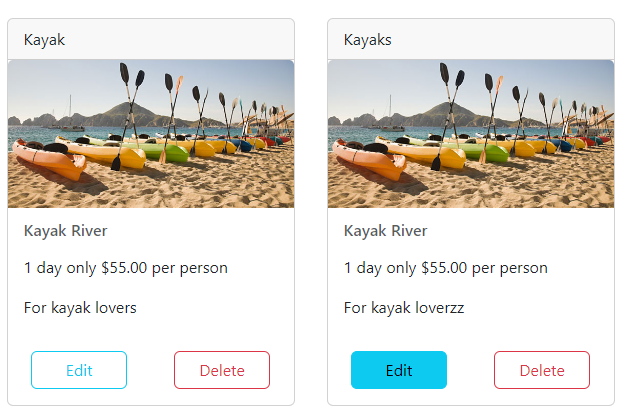 Kayak
Kayak River
1 day only $55.00 per person
For kayak lovers
Edit
Delete
Kayaks
Kayak River
1 day only $55.00 per person
For kayak loverzz
Edit
Delete